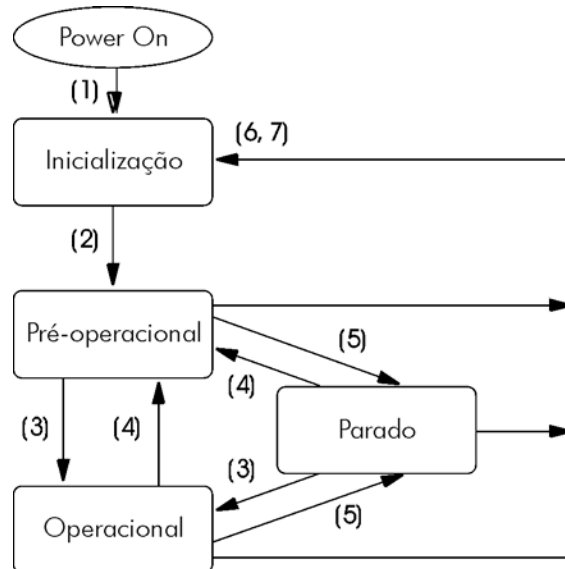 Power On
(1)
Inicialização
(6, 7)
(2)
Pré-operacional
(5)
(4)
(3)
(4)
Parado
(3)
Operacional
(5)